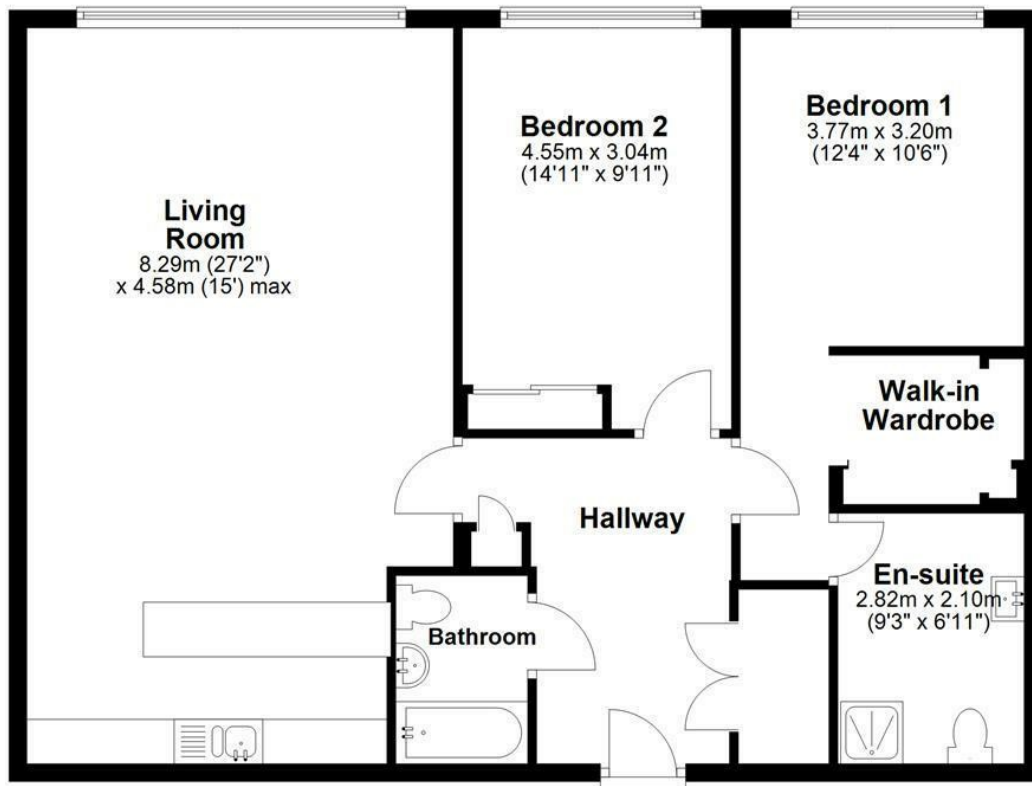 Living
Room
8.29m (27'2")
x 4.58m (15') max
Bedroom 2
4.55m x 3.04m
(14'11" x 9'11")
Bedroom 1
3.77m x 3.20m
(12'4" x 10'6")
Walk-in
Wardrobe
Hallway
En-suite
2.82m x 2.10m
(9'3" x 6'11")
Bathroom